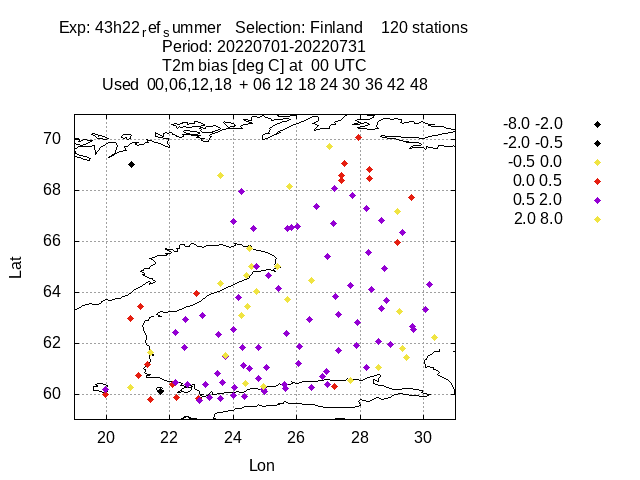 Exp: 43h22refsummer Selection: Finland 120 stations
Period: 20220701-20220731
T2m bias [deg C] at 00 UTC
Used 00,06,12,18 + 06 12 18 24 30 36 42 48
-8.0 -2.0
-2.0 -0.5
-0.5 0.0
0.0 0.5
0.5 2.0
2.0 8.0
70
68
66
64
62
60
Lat
20 22 24 26 28 30
Lon